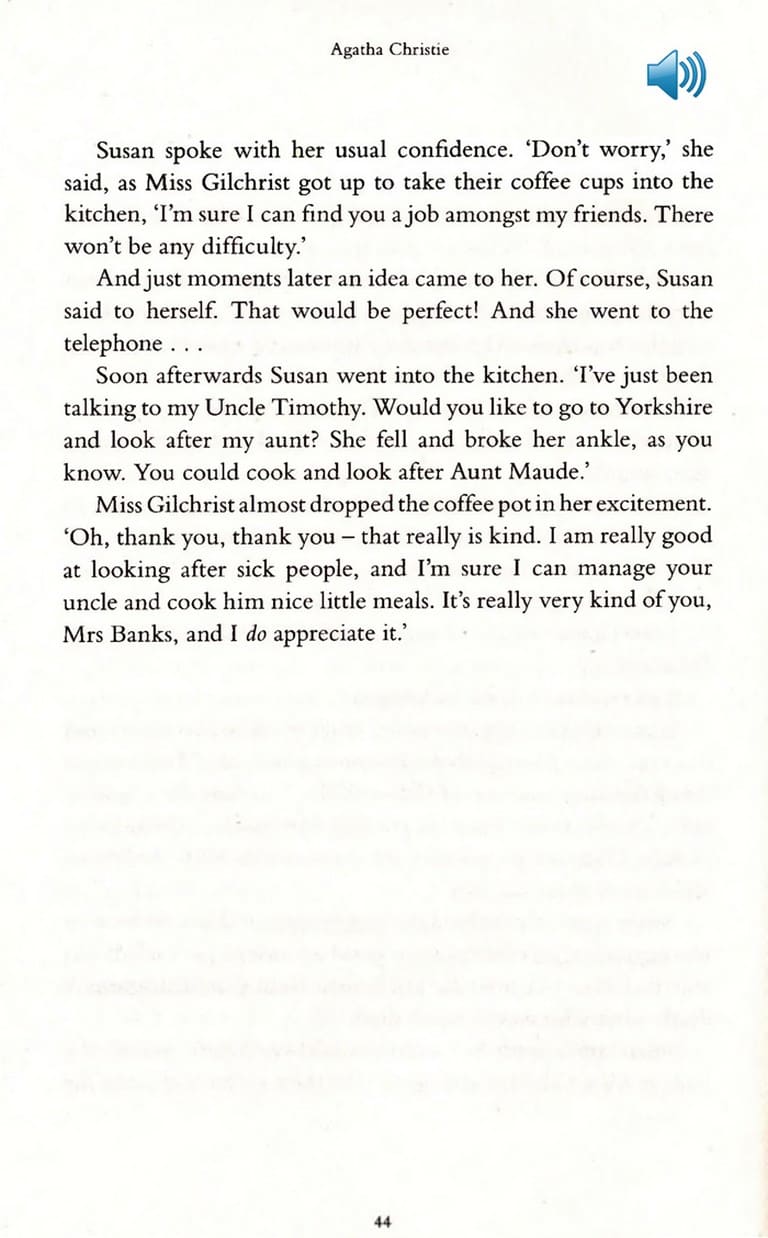 Agatha Christie
Susan spoke with her usual confidence. ‘Don’t worry,’ she
said, as Miss Gilchrist got up to take their coffee cups into the
kitchen, ‘I’m sure I can find you a job amongst my friends. There
won’t be any difficulty.’
And just moments later an idea came to her. Of course, Susan
said to herself. That would be perfect! And she went to the
telephone . . .
Soon afterwards Susan went into the kitchen. ‘I’ve just been
talking to my Uncle Timothy. Would you like to go to Yorkshire
and look after my aunt? She fell and broke her ankle, as you
know. You could cook and look after Aunt Maude.’
Miss Gilchrist almost dropped the coffee pot in her excitement.
‘Oh, thank you, thank you – that really is kind. I am really good
at looking after sick people, and I’m sure I can manage your
uncle and cook him nice little meals. It’s really very kind of you,
Mrs Banks, and I do appreciate it.’
44